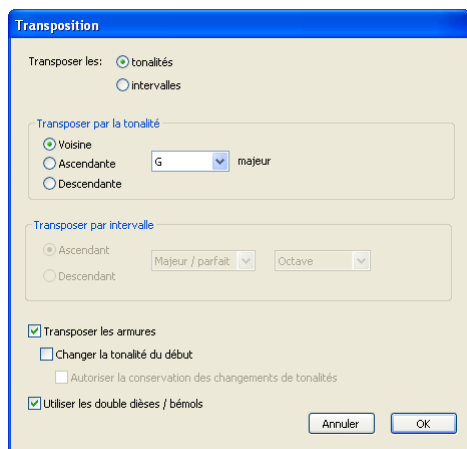 Transposition
Transposer les: tonalités
intervalles
Transposer par la tonalité
Voisine
Ascendante G majeur
Descendante
Transposer par intervalle
Ascendant
Majeur / parfait Octave
Descendant
Transposer les armures
Changer la tonalité du début
Autoriser la conservation des changements de tonalités
Utiliser les double dièses / bémols
Annuler OK